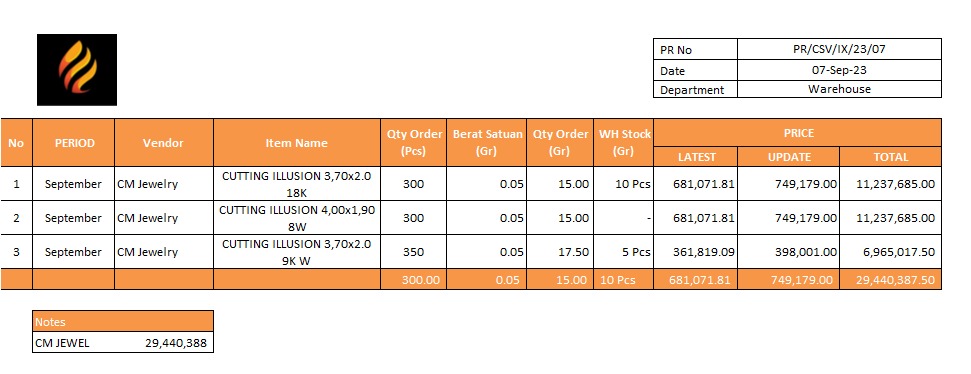 PR No PR/CSV/IX/23/07
Date 07-Sep-23
Department Warehouse
No PERIOD Vendor Item Name Qty Order (Pcs) Berat Satuan (Gr) Qty Order (Gr) WH Stock (Gr) PRICE
LATEST UPDATE TOTAL
1 September CM Jewelry CUTTING ILLUSION 3,70x2.0 18K 300 0.05 15.00 10 Pcs 681,071.81 749,179.00 11,237,685.00
2 September CM Jewelry CUTTING ILLUSION 4,00x1,90 8W 300 0.05 15.00 - 681,071.81 749,179.00 11,237,685.00
3 September CM Jewelry CUTTING ILLUSION 3,70x2.0 9K W 350 0.05 17.50 5 Pcs 361,819.09 398,001.00 6,965,017.50
300.00 0.05 15.00 10 Pcs 681,071.81 749,179.00 29,440,387.50
Notes
CM JEWEL 29,440,388